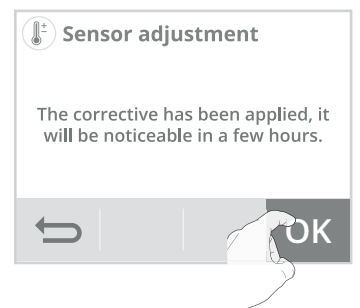 Sensor adjustment
The corrective has been applied, it
will be noticeable in a few hours.
OK